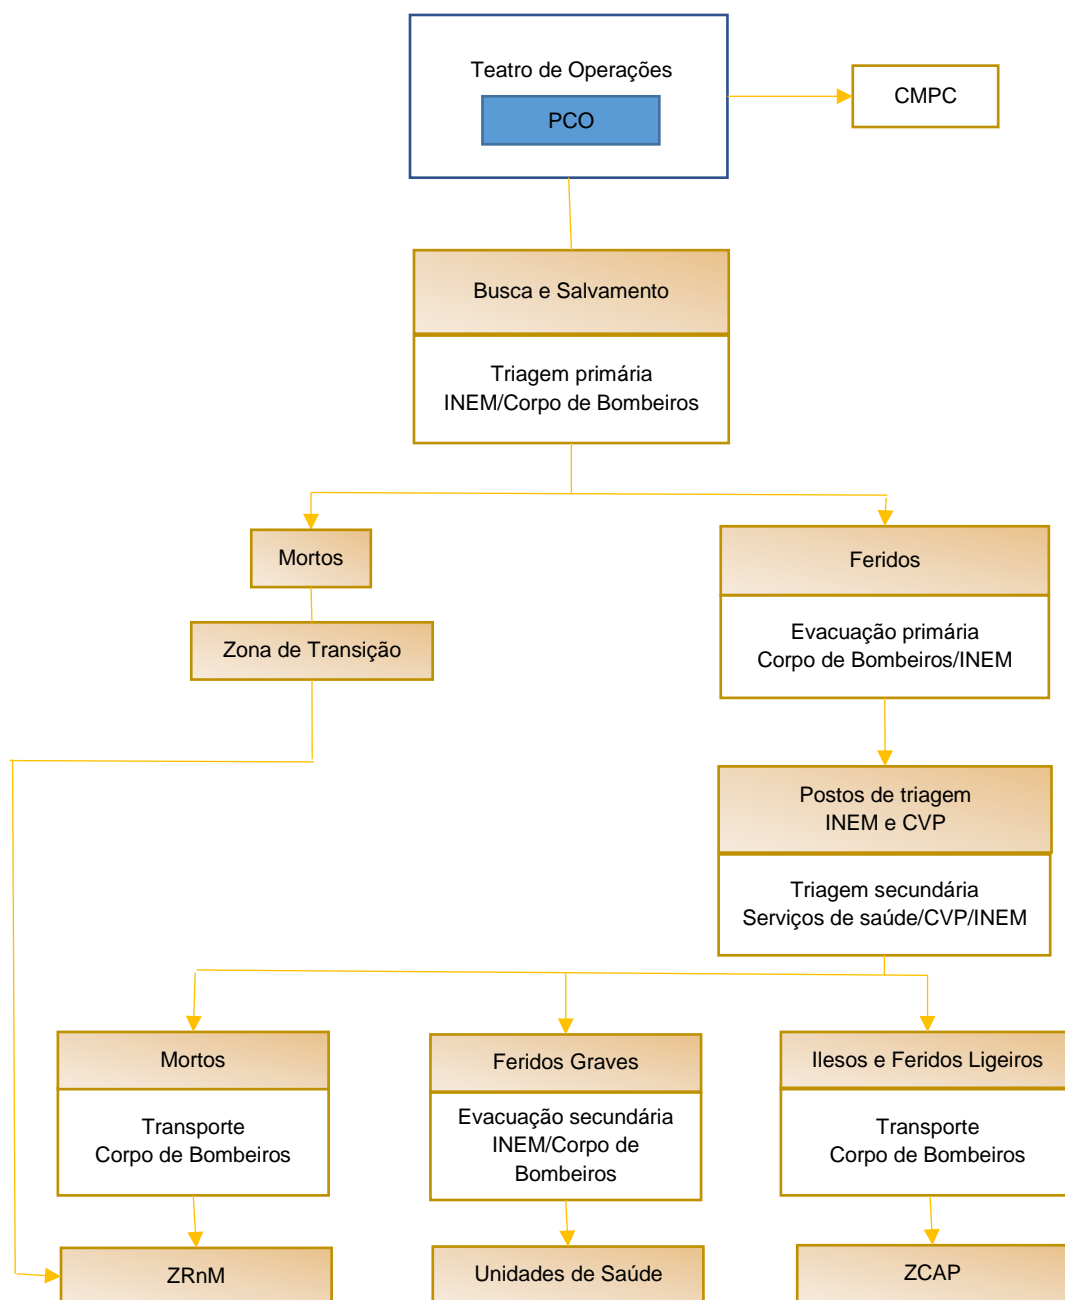 Teatro de Operações
PCO
CMPC
Busca e Salvamento
Triagem primária
INEM/Corpo de Bombeiros
Mortos
Zona de Transição
Feridos
Evacuação primária
Corpo de Bombeiros/INEM
Postos de triagem
INEM e CVP
Triagem secundária
Serviços de saúde/CVP/INEM
Mortos
Transporte
Corpo de Bombeiros
Feridos Graves
Evacuação secundária
INEM/Corpo de
Bombeiros
Ilesos e Feridos Ligeiros
Transporte
Corpo de Bombeiros
ZRnM
Unidades de Saúde
ZCAP